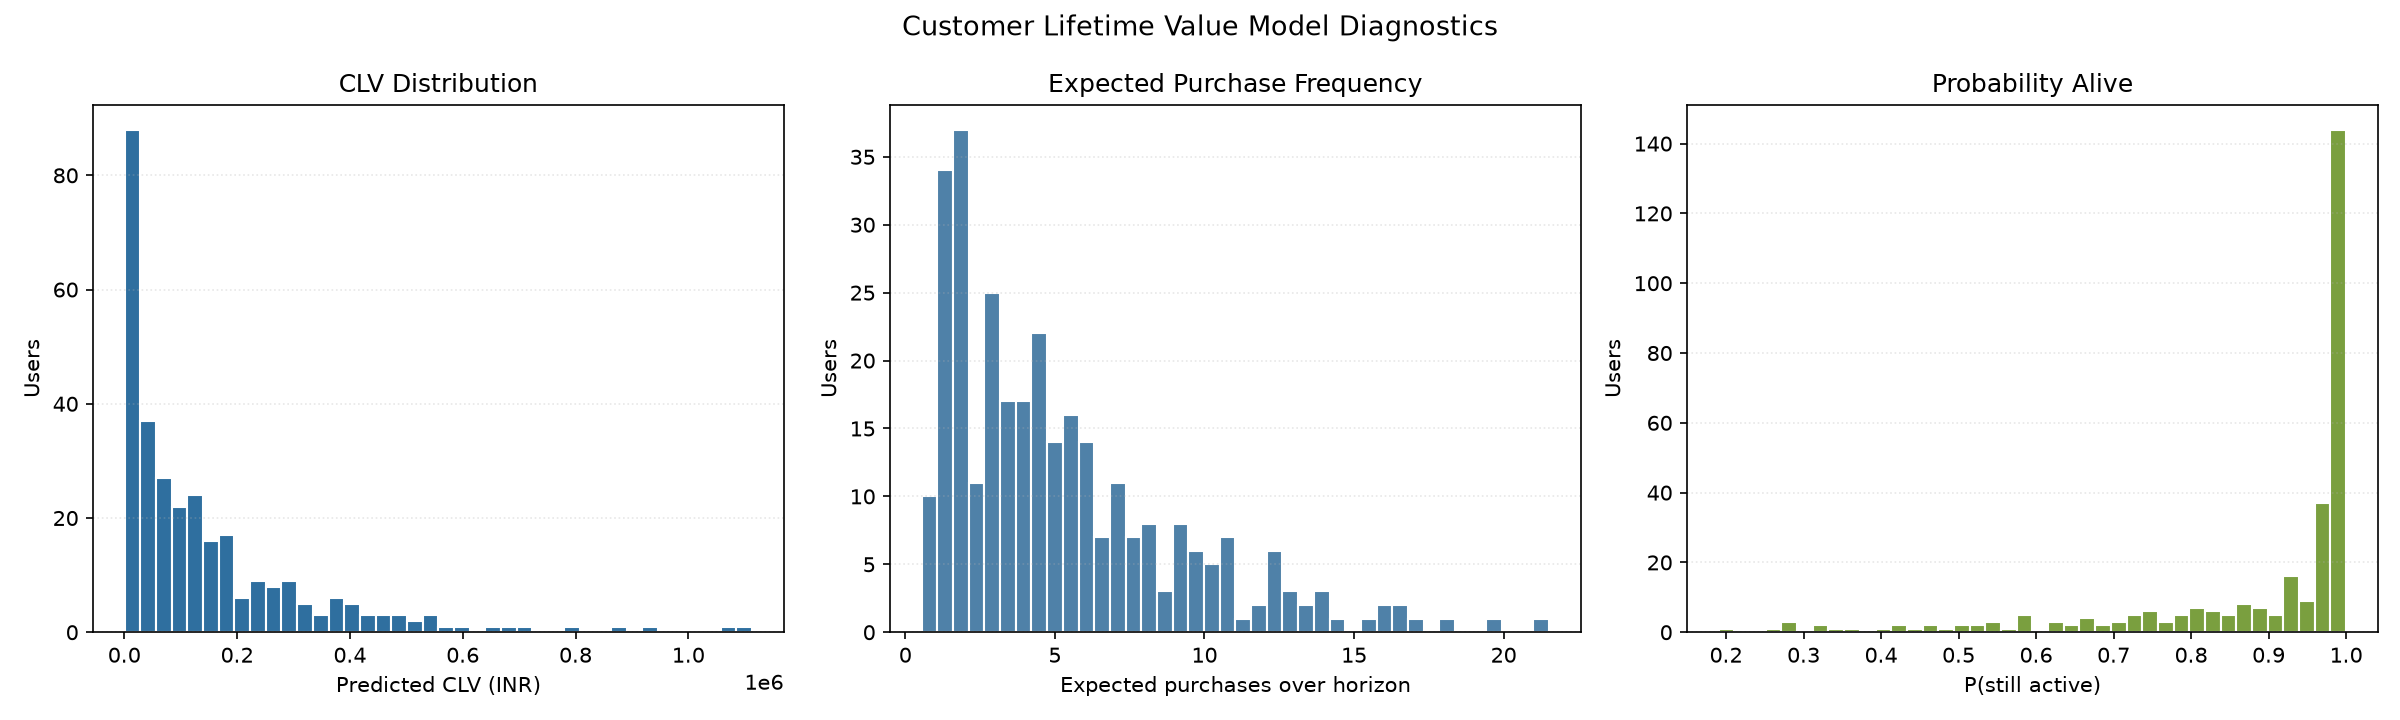 Customer Lifetime Value Model Diagnostics
CLV Distribution
Users
80
60
40
20
0
0.0 0.2 0.4 0.6 0.8 1.0
1e6
Predicted CLV (INR)
Expected Purchase Frequency
Users
35
30
25
20
15
10
5
0
0 5 10 15 20
Expected purchases over horizon
Probability Alive
Users
140
120
100
80
60
40
20
0
0.2 0.3 0.4 0.5 0.6 0.7 0.8 0.9 1.0
P(still active)